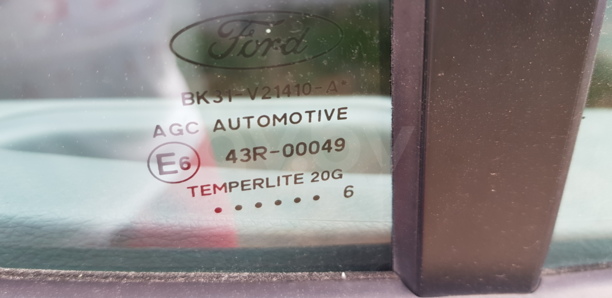 Ford
BK31 V21410-A*
AGC AUTOMOTIVE
E6 43R-00049
TEMPERLITE 20G
. . . . . . 6